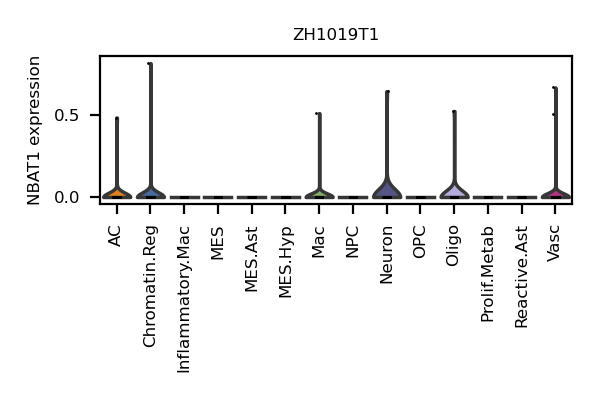 ZH1019T1
NBAT1 expression
0.5
0.0
AC
Chromatin.Reg
Inflammatory.Mac
MES
MES.Ast
MES.Hyp
Mac
NPC
Neuron
OPC
Oligo
Prolif.Metab
Reactive.Ast
Vasc